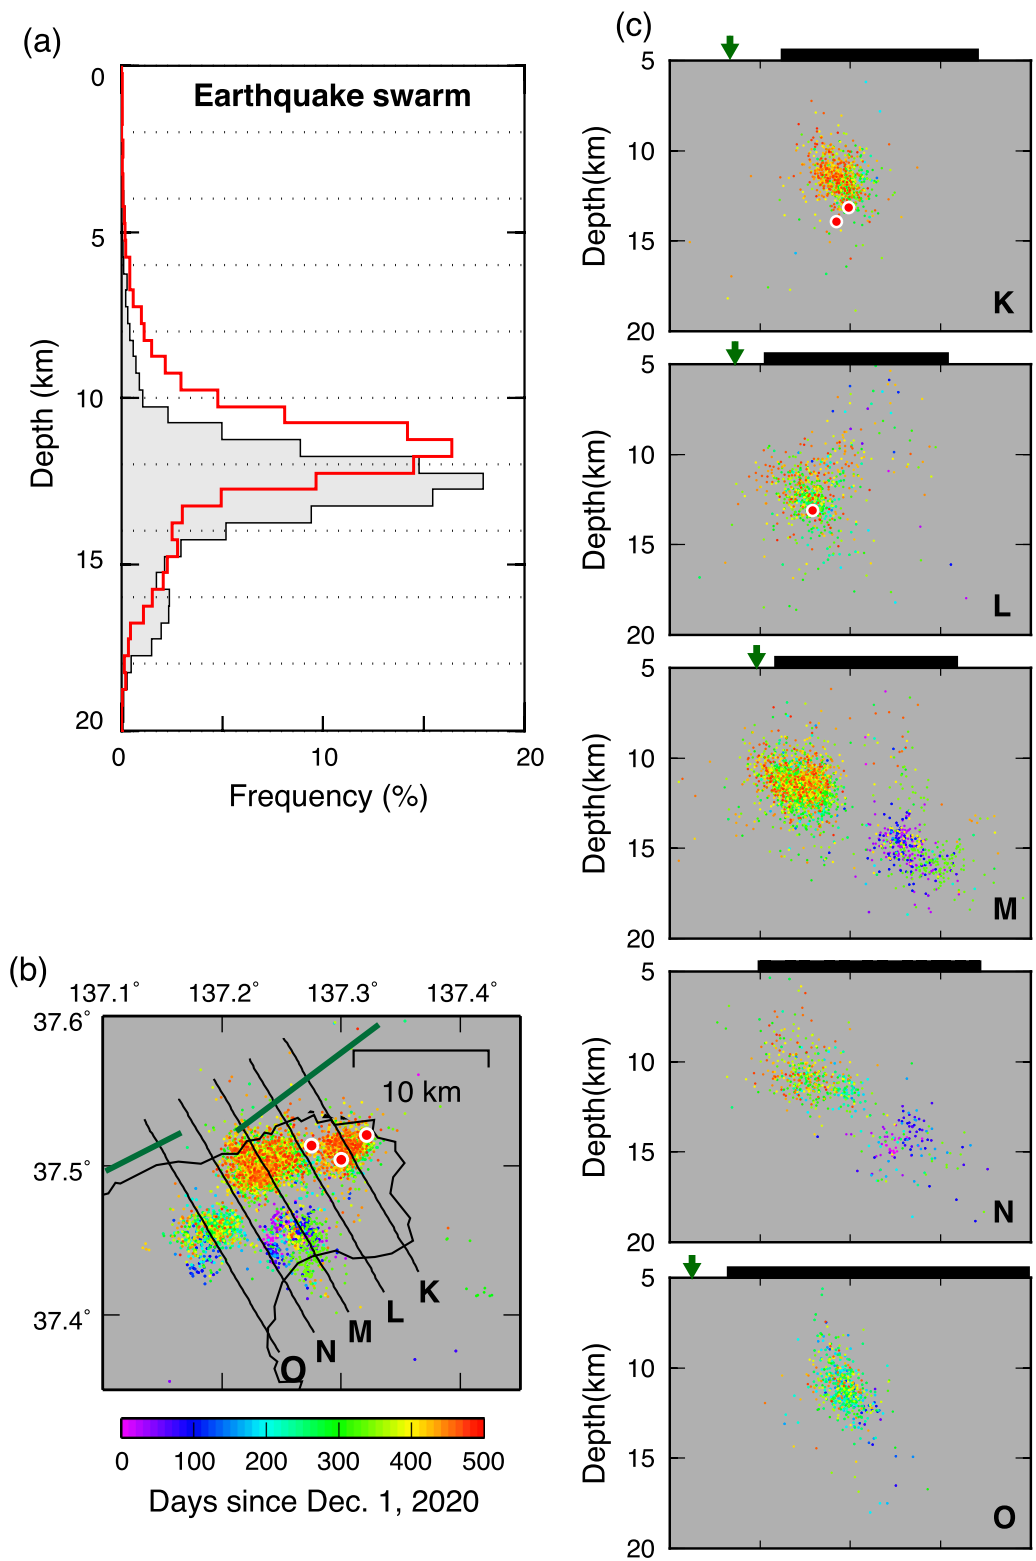 (a)
Earthquake swarm
0
5
10
15
20
Depth (km)
0 10 20
Frequency (%)
(b)
137.1° 137.2° 137.3° 137.4°
37.6°
37.5°
37.4°
10 km
K
L
M
N
O
0 100 200 300 400 500
Days since Dec. 1, 2020
(c)
5
10
15
20
Depth(km)
K
5
10
15
20
Depth(km)
L
5
10
15
20
Depth(km)
M
5
10
15
20
Depth(km)
N
5
10
15
20
Depth(km)
O